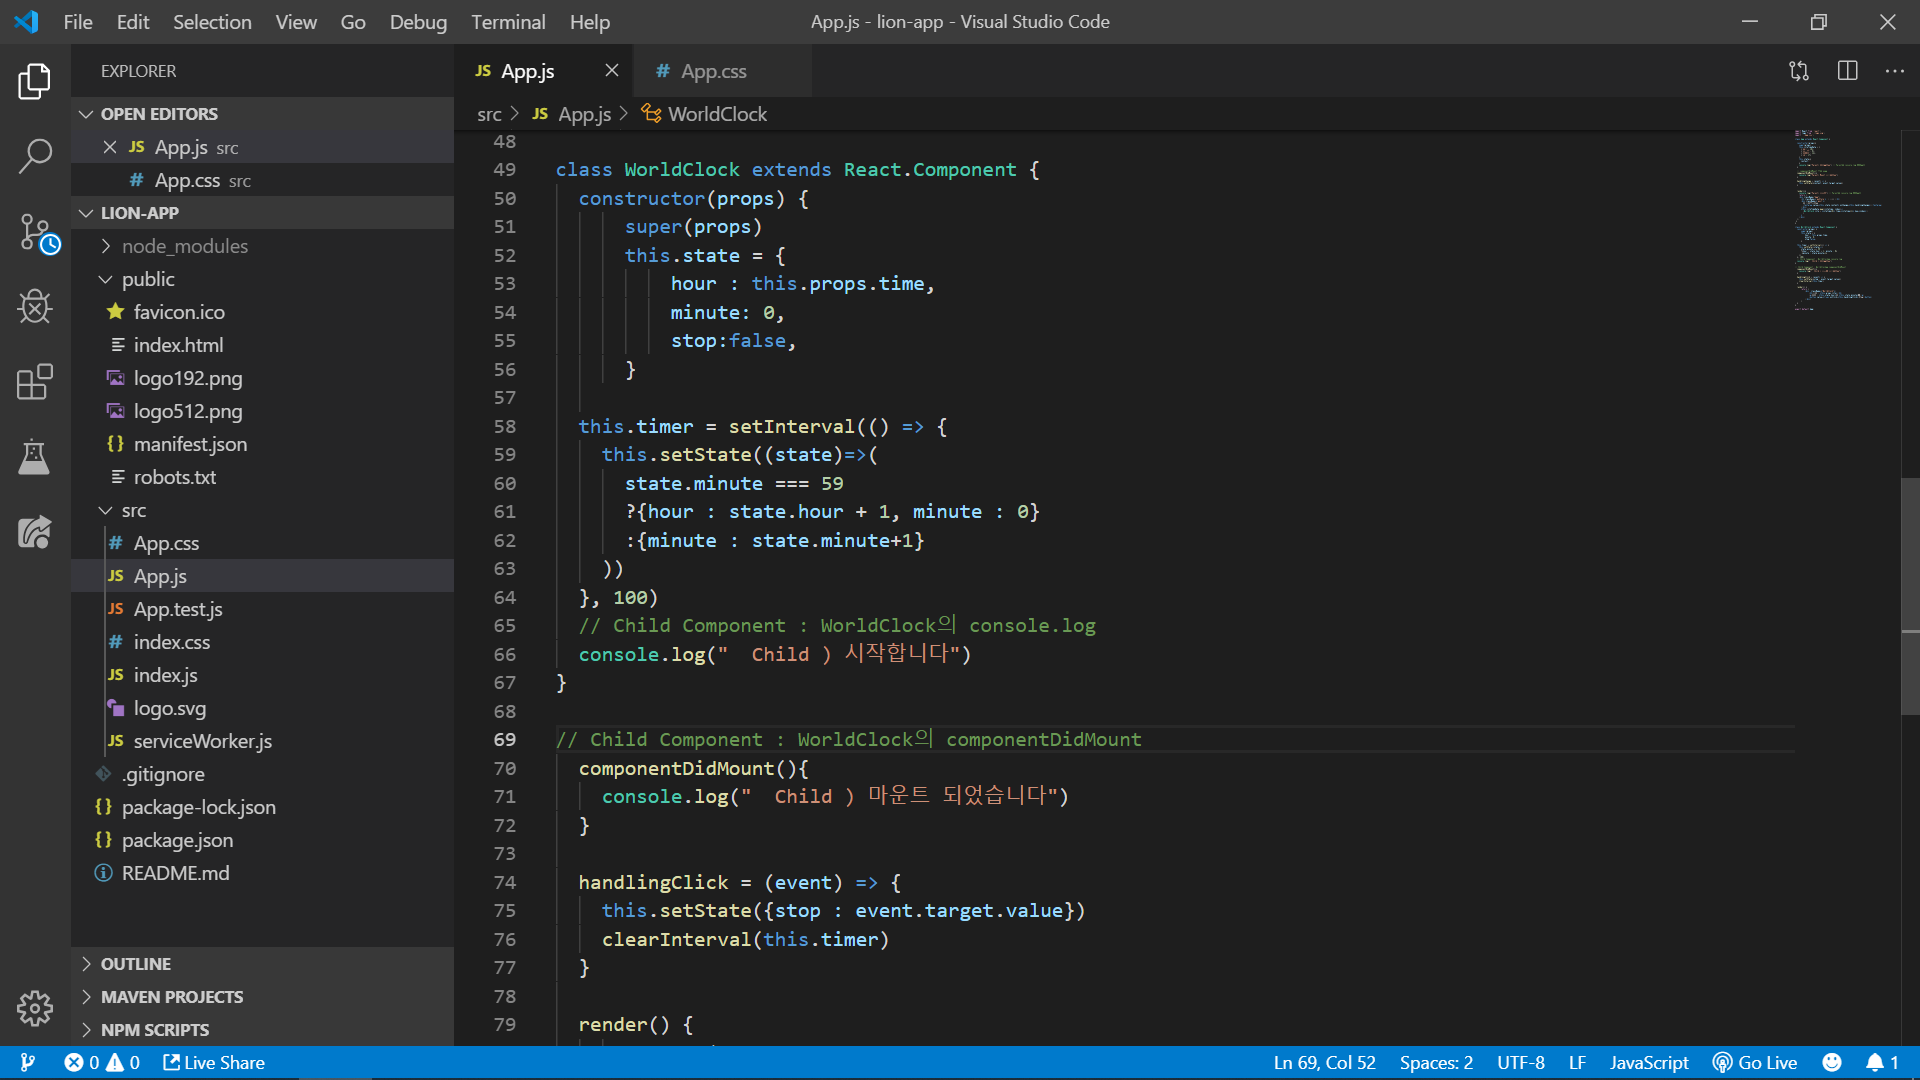 File Edit Selection View Go Debug Terminal Help
App.js - lion-app - Visual Studio Code
EXPLORER
OPEN EDITORS
JS App.js src
# App.css src
LION-APP
node_modules
public
favicon.ico
index.html
logo192.png
logo512.png
{} manifest.json
robots.txt
src
# App.css
JS App.js
JS App.test.js
# index.css
JS index.js
logo.svg
JS serviceWorker.js
.gitignore
{} package-lock.json
{} package.json
README.md
OUTLINE
MAVEN PROJECTS
NPM SCRIPTS
JS App.js
# App.css
src > JS App.js > WorldClock
48
49 class WorldClock extends React.Component {
50 constructor(props) {
51 super(props)
52 this.state = {
53 hour : this.props.time,
54 minute: 0,
55 stop:false,
56 }
57
58 this.timer = setInterval(() => {
59 this.setState((state)=>(
60 state.minute === 59
61 ?{hour : state.hour + 1, minute : 0}
62 :{minute : state.minute+1}
63 ))
64 }, 100)
65 // Child Component : WorldClock의 console.log
66 console.log("  Child ) 시작합니다")
67 }
68
69 // Child Component : WorldClock의 componentDidMount
70 componentDidMount(){
71 console.log("  Child ) 마운트 되었습니다")
72 }
73
74 handlingClick = (event) => {
75 this.setState({stop : event.target.value})
76 clearInterval(this.timer)
77 }
78
79 render() {
0 0 Live Share
Ln 69, Col 52 Spaces: 2 UTF-8 LF JavaScript Go Live 1